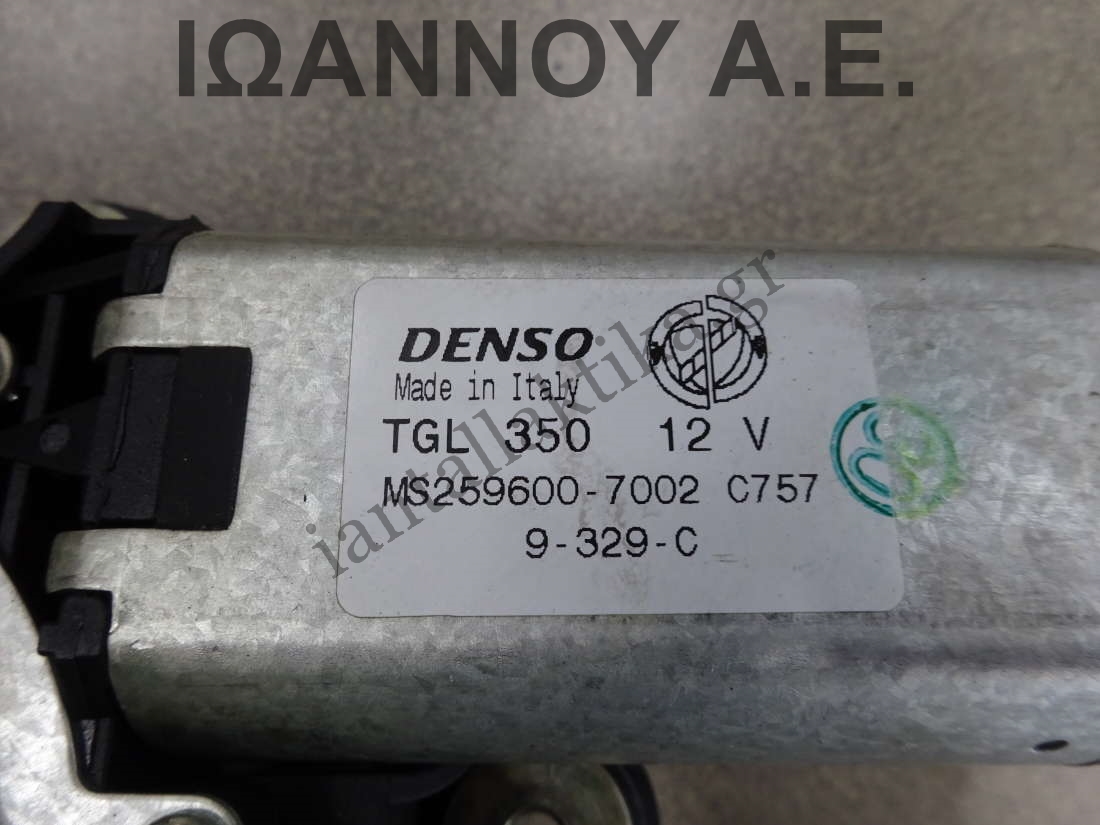 ΙΩΑΝΝΟΥ Α.Ε.
DENSO
Made in Italy
TGL 350 12 V
MS259600-7002 C757
9-329-C
iantallaktika.gr